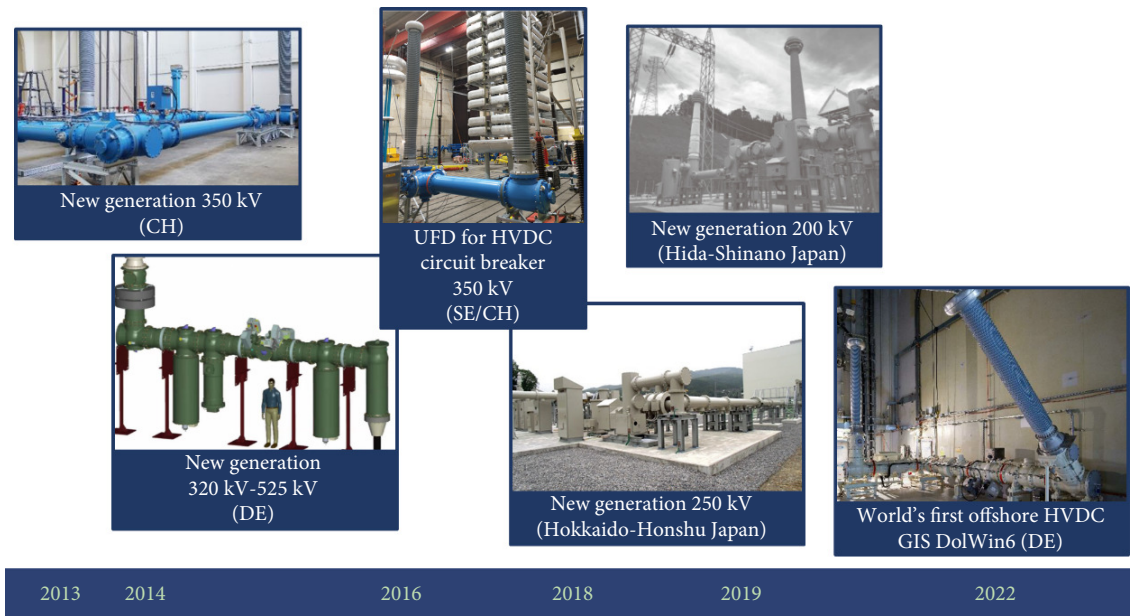 New generation 350 kV
(CH)
UFD for HVDC
circuit breaker
350 kV
(SE/CH)
New generation 200 kV
(Hida-Shinano Japan)
New generation
320 kV-525 kV
(DE)
New generation 250 kV
(Hokkaido-Honshu Japan)
World's first offshore HVDC
GIS DolWin6 (DE)
2013 2014 2016 2018 2019 2022